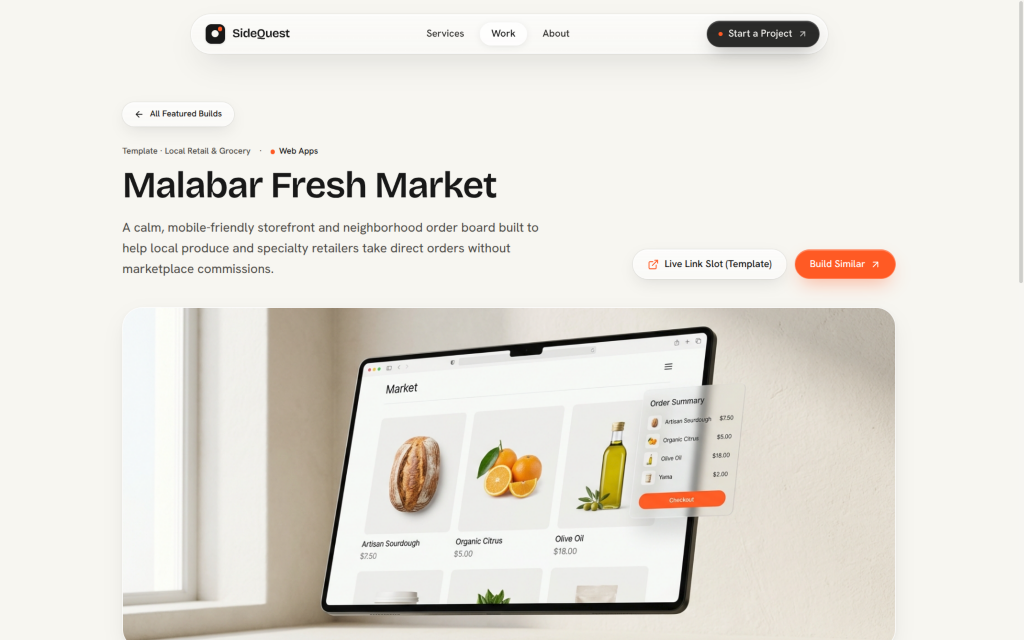 SideQuest
Services
Work
About
Start a Project
All Featured Builds
Template · Local Retail & Grocery · Web Apps
Malabar Fresh Market
A calm, mobile-friendly storefront and neighborhood order board built to
help local produce and specialty retailers take direct orders without
marketplace commissions.
Live Link Slot (Template)
Build Similar
Market
Order Summary
Artisan Sourdough $7.50
Organic Citrus $5.00
Olive Oil $18.00
Yoma $2.00
Checkout
Artisan Sourdough
$7.50
Organic Citrus
$5.00
Olive Oil
$18.00